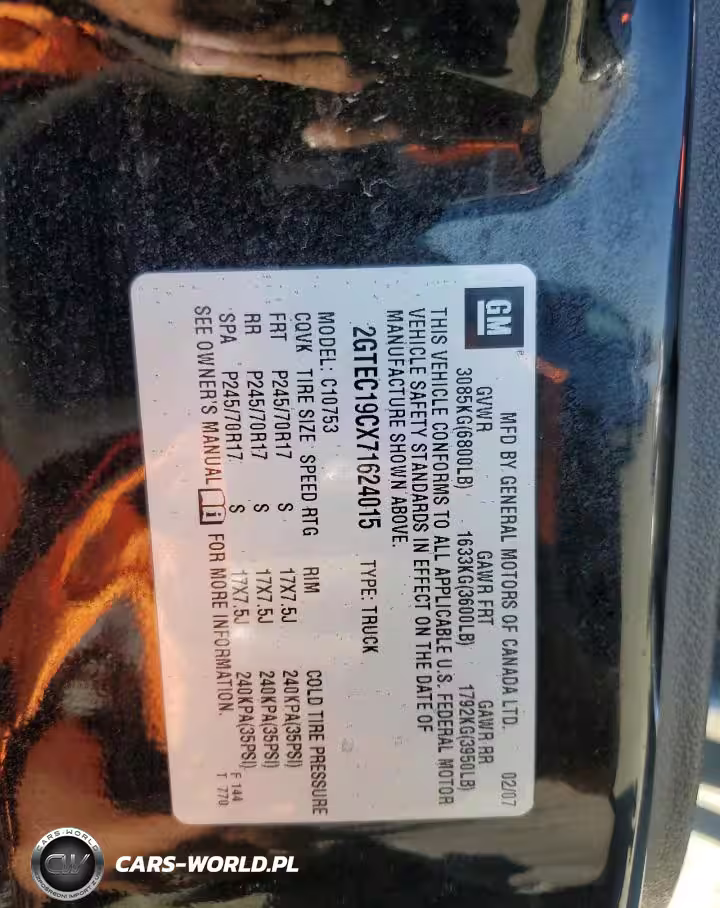 GM
MFD BY GENERAL MOTORS OF CANADA LTD. 02/07
GVWR GAWR FRT GAWR RR
3085KG(6800LB) 1633KG(3600LB) 1792KG(3950LB)
THIS VEHICLE CONFORMS TO ALL APPLICABLE U.S. FEDERAL MOTOR
VEHICLE SAFETY STANDARDS IN EFFECT ON THE DATE OF
MANUFACTURE SHOWN ABOVE.
2GTEC19CX71624015 TYPE: TRUCK
MODEL: C10753
CQVK TIRE SIZE SPEED RTG RIM COLD TIRE PRESSURE
FRT P245/70R17 S 17X7.5J 240KPA(35PSI)
RR P245/70R17 S 17X7.5J 240KPA(35PSI)
SPA P245/70R17 S 17X7.5J 240KPA(35PSI)
SEE OWNER'S MANUAL i FOR MORE INFORMATION.
F 144
T 770
CARS-WORLD
CW
CARS-WORLD.PL